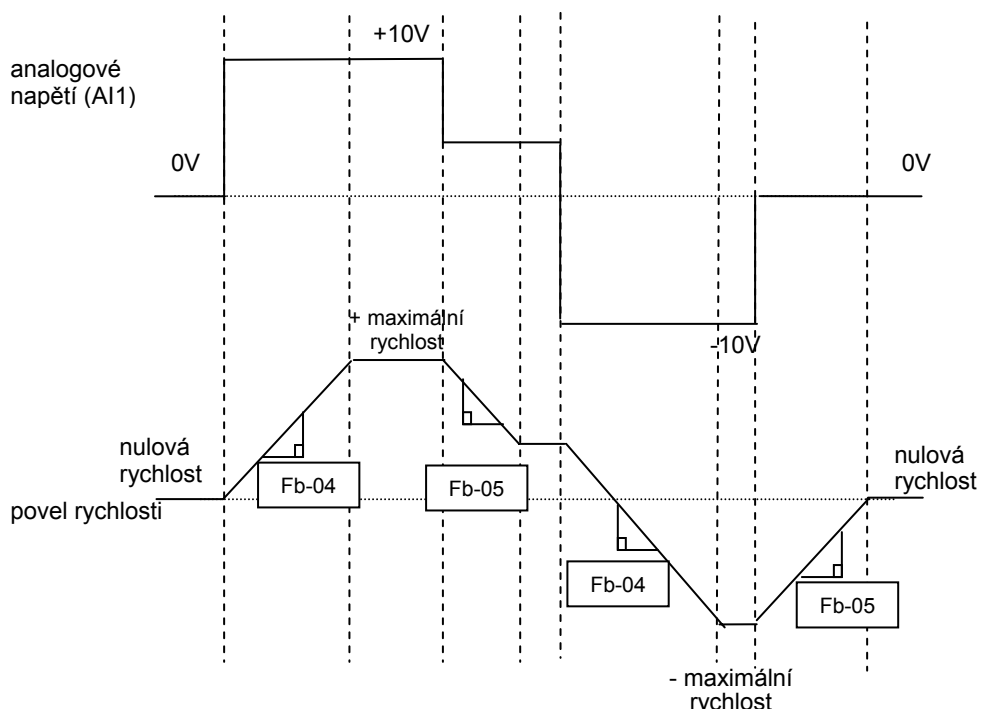 +10V
analogové
napětí (AI1)
0V
0V
-10V
+ maximální
rychlost
nulová
rychlost
Fb-04
Fb-05
nulová
rychlost
povel rychlosti
Fb-04
Fb-05
- maximální
rychlost